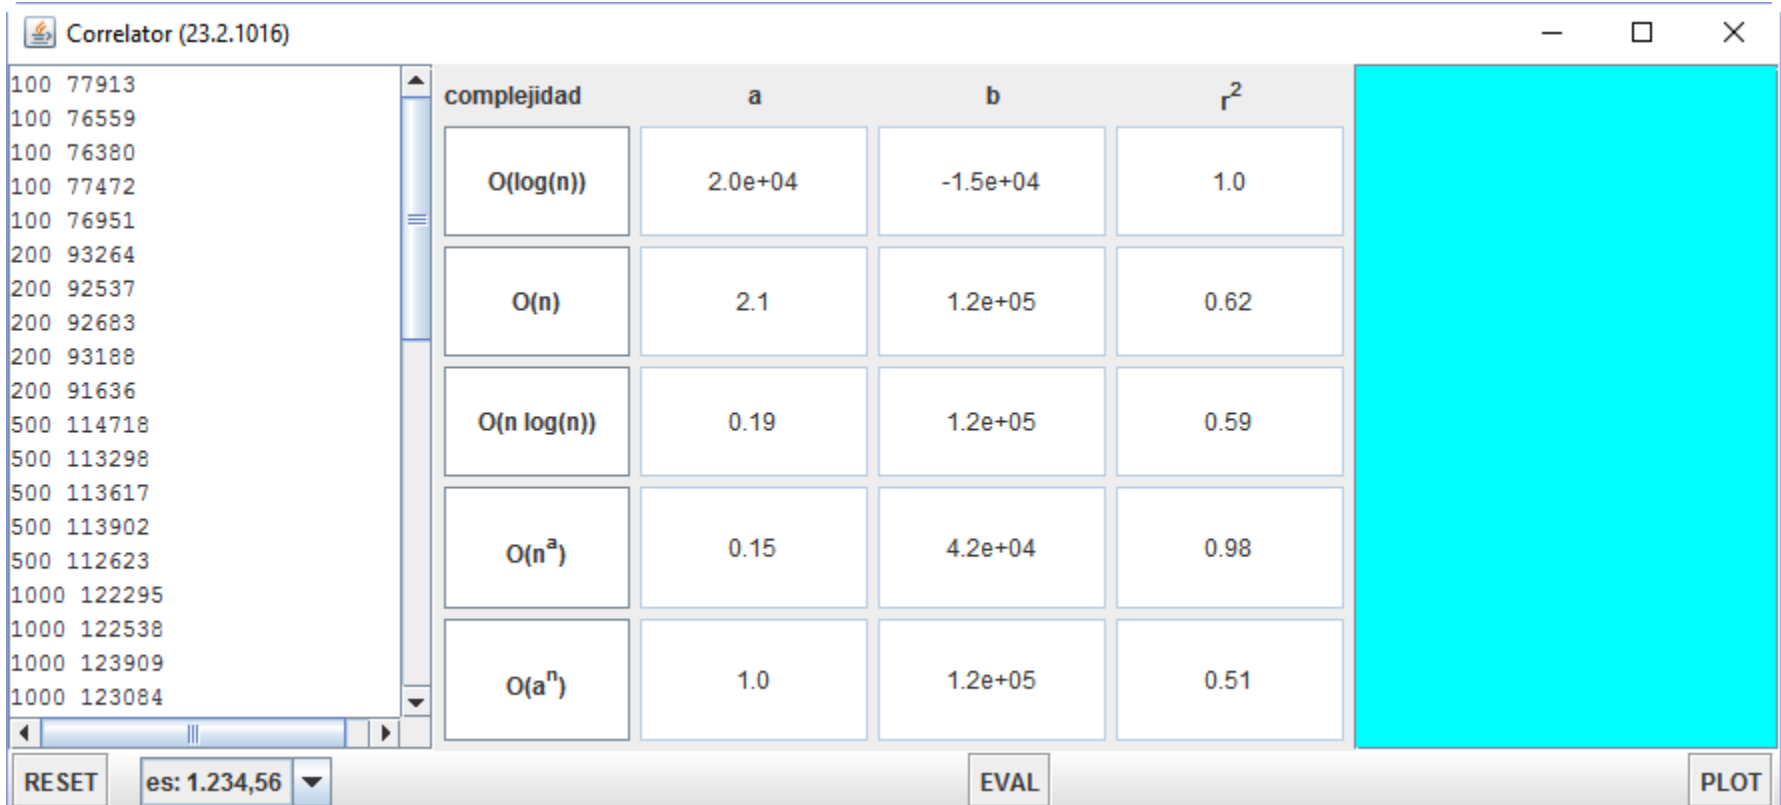 Correlator (23.2.1016)
100 77913
100 76559
100 76380
100 77472
100 76951
200 93264
200 92537
200 92683
200 93188
200 91636
500 114718
500 113298
500 113617
500 113902
500 112623
1000 122295
1000 122538
1000 123909
1000 123084
complejidad a b r²
O(log(n)) 2.0e+04 -1.5e+04 1.0
O(n) 2.1 1.2e+05 0.62
O(n log(n)) 0.19 1.2e+05 0.59
O(nᵃ) 0.15 4.2e+04 0.98
O(aⁿ) 1.0 1.2e+05 0.51
RESET es: 1.234,56 EVAL PLOT